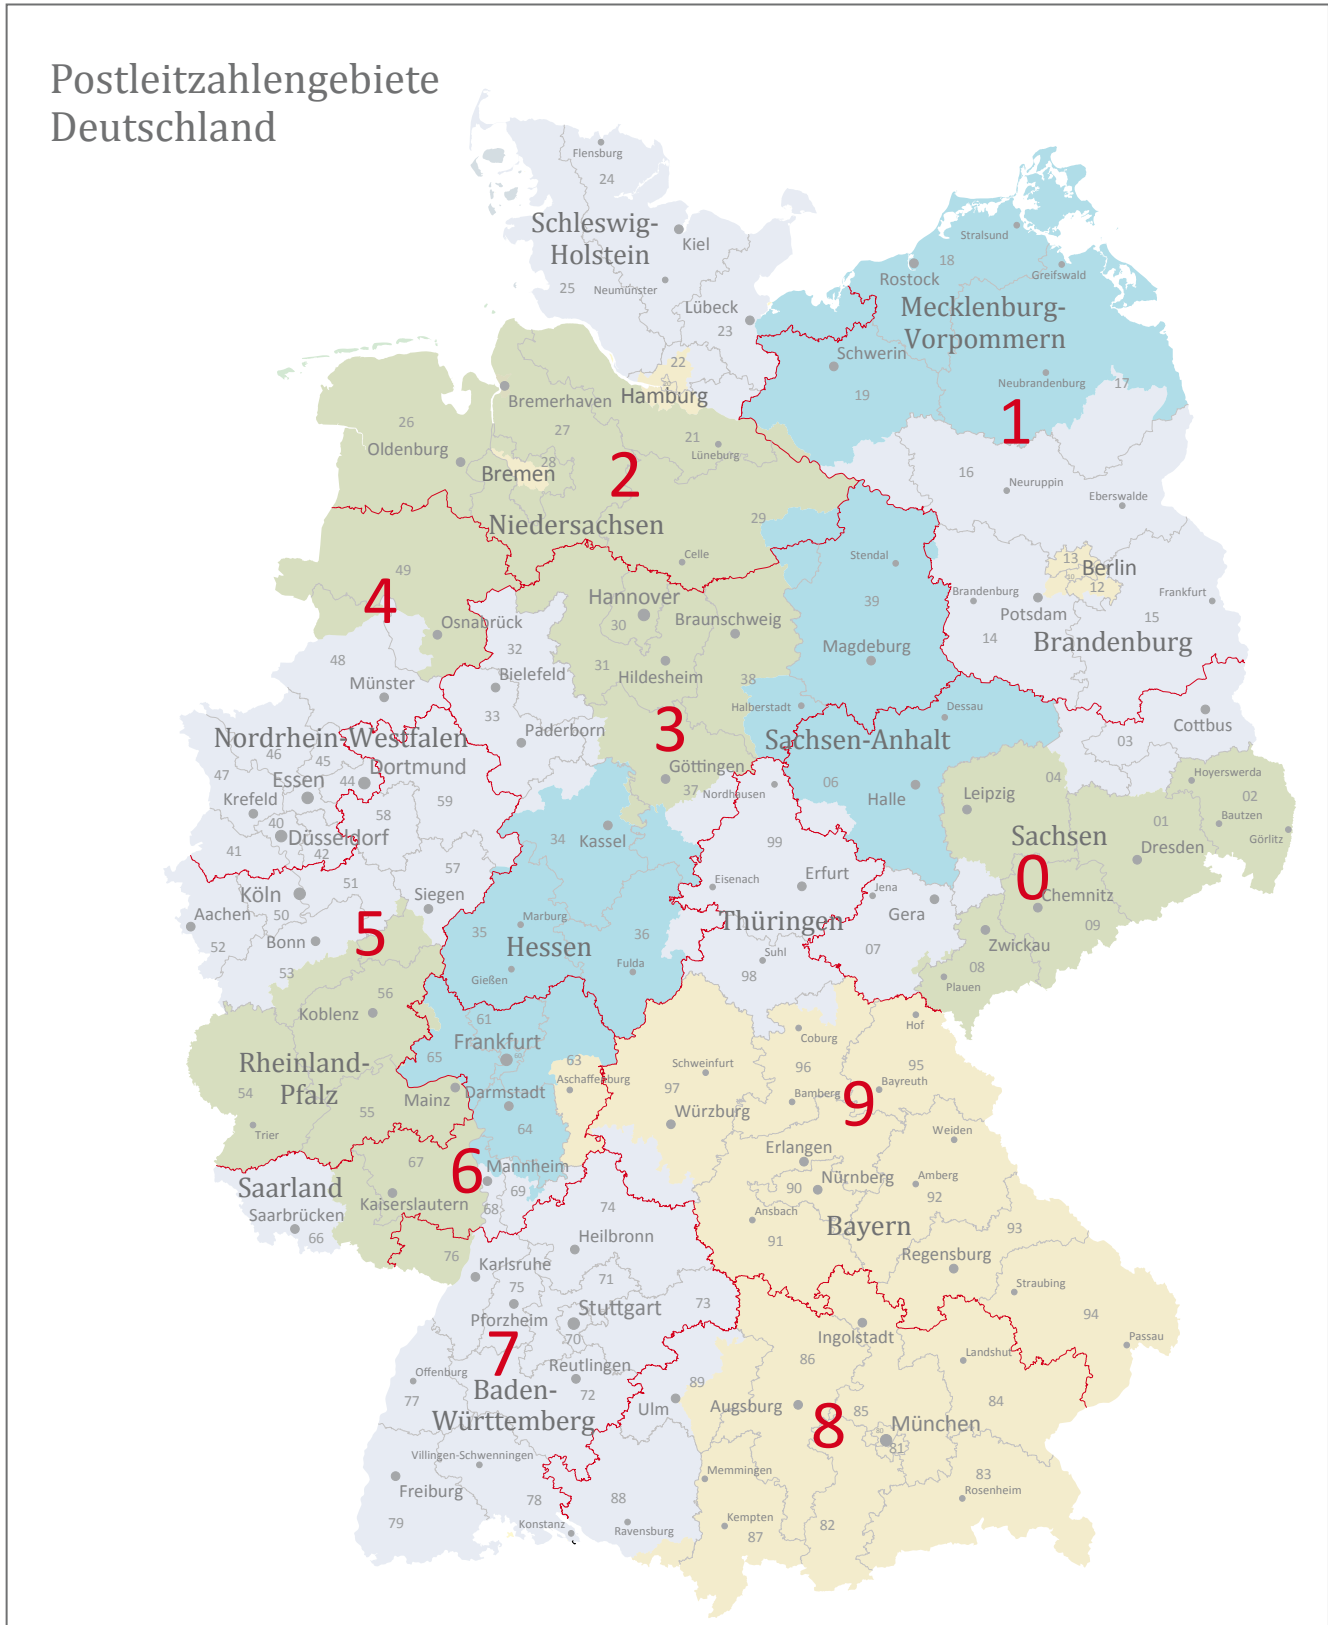 Postleitzahlengebiete
Deutschland
Flensburg
24
Schleswig-
Holstein
Kiel
25
Neumünster
Lübeck
23
Stralsund
18
Rostock
Greifswald
Mecklenburg-
Vorpommern
Schwerin
19
Neubrandenburg
17
1
22
20
Hamburg
Bremerhaven
26
27
21
Lüneburg
Oldenburg
28
Bremen
2
16
Neuruppin
Eberswalde
29
Niedersachsen
Celle
Stendal
13
Berlin
10
12
49
4
39
Brandenburg
Potsdam
Frankfurt
15
14
Brandenburg
Hannover
30
Braunschweig
Osnabrück
32
31
Hildesheim
Magdeburg
48
Bielefeld
38
Münster
33
Halberstadt
Dessau
Paderborn
3
Sachsen-Anhalt
Cottbus
03
Nordrhein-Westfalen
46
45
Dortmund
47
Essen
44
Göttingen
37
Nordhausen
06
Halle
04
Hoyerswerda
02
Krefeld
58
59
Leipzig
Bautzen
40
Düsseldorf
34
Kassel
01
Görlitz
41
42
99
Sachsen
Dresden
57
51
Köln
Siegen
Eisenach
Erfurt
Jena
Gera
0
Chemnitz
Aachen
50
5
Marburg
Thüringen
09
52
Bonn
35
Hessen
36
Zwickau
53
Gießen
Fulda
Suhl
98
07
08
Plauen
56
Koblenz
61
Hof
Frankfurt
60
Coburg
Rheinland-
Pfalz
65
63
Schweinfurt
96
95
54
Aschaffenburg
97
Bayreuth
Mainz
Darmstadt
Bamberg
9
55
Würzburg
Trier
64
Weiden
67
6
Mannheim
Erlangen
Saarland
69
90
Nürnberg
Amberg
Kaiserslautern
68
74
92
Saarbrücken
Ansbach
Bayern
66
Heilbronn
91
93
76
Karlsruhe
Regensburg
75
71
Straubing
73
Pforzheim
Stuttgart
94
70
Ingolstadt
Passau
7
Landshut
Reutlingen
86
Offenburg
89
72
Baden-
Württemberg
77
Ulm
Augsburg
8
85
84
80
München
81
Villingen-Schwenningen
Memmingen
83
Freiburg
78
88
Rosenheim
79
Konstanz
Ravensburg
Kempten
87
82